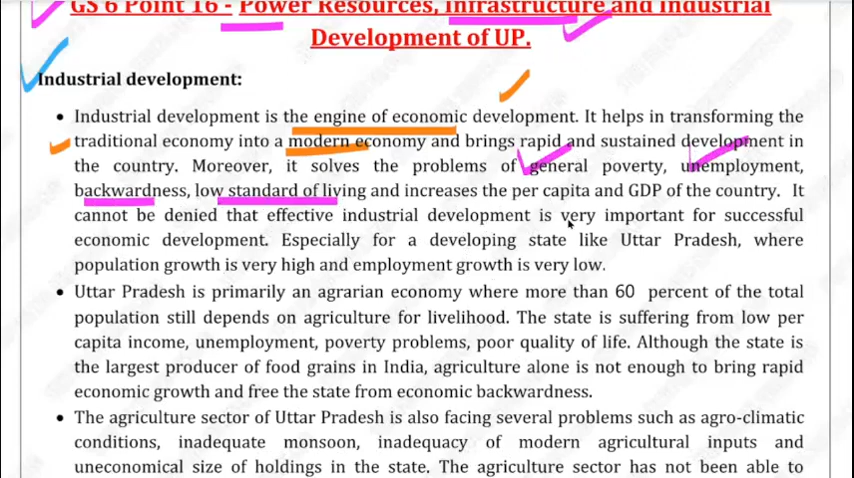 GS 6 Point 16 - Power Resources, Infrastructure and Industrial
Development of UP.
Industrial development:
• Industrial development is the engine of economic development. It helps in transforming the
traditional economy into a modern economy and brings rapid and sustained development in
the country. Moreover, it solves the problems of general poverty, unemployment,
backwardness, low standard of living and increases the per capita and GDP of the country. It
cannot be denied that effective industrial development is very important for successful
economic development. Especially for a developing state like Uttar Pradesh, where
population growth is very high and employment growth is very low.
• Uttar Pradesh is primarily an agrarian economy where more than 60 percent of the total
population still depends on agriculture for livelihood. The state is suffering from low per
capita income, unemployment, poverty problems, poor quality of life. Although the state is
the largest producer of food grains in India, agriculture alone is not enough to bring rapid
economic growth and free the state from economic backwardness.
• The agriculture sector of Uttar Pradesh is also facing several problems such as agro-climatic
conditions, inadequate monsoon, inadequacy of modern agricultural inputs and
uneconomical size of holdings in the state. The agriculture sector has not been able to